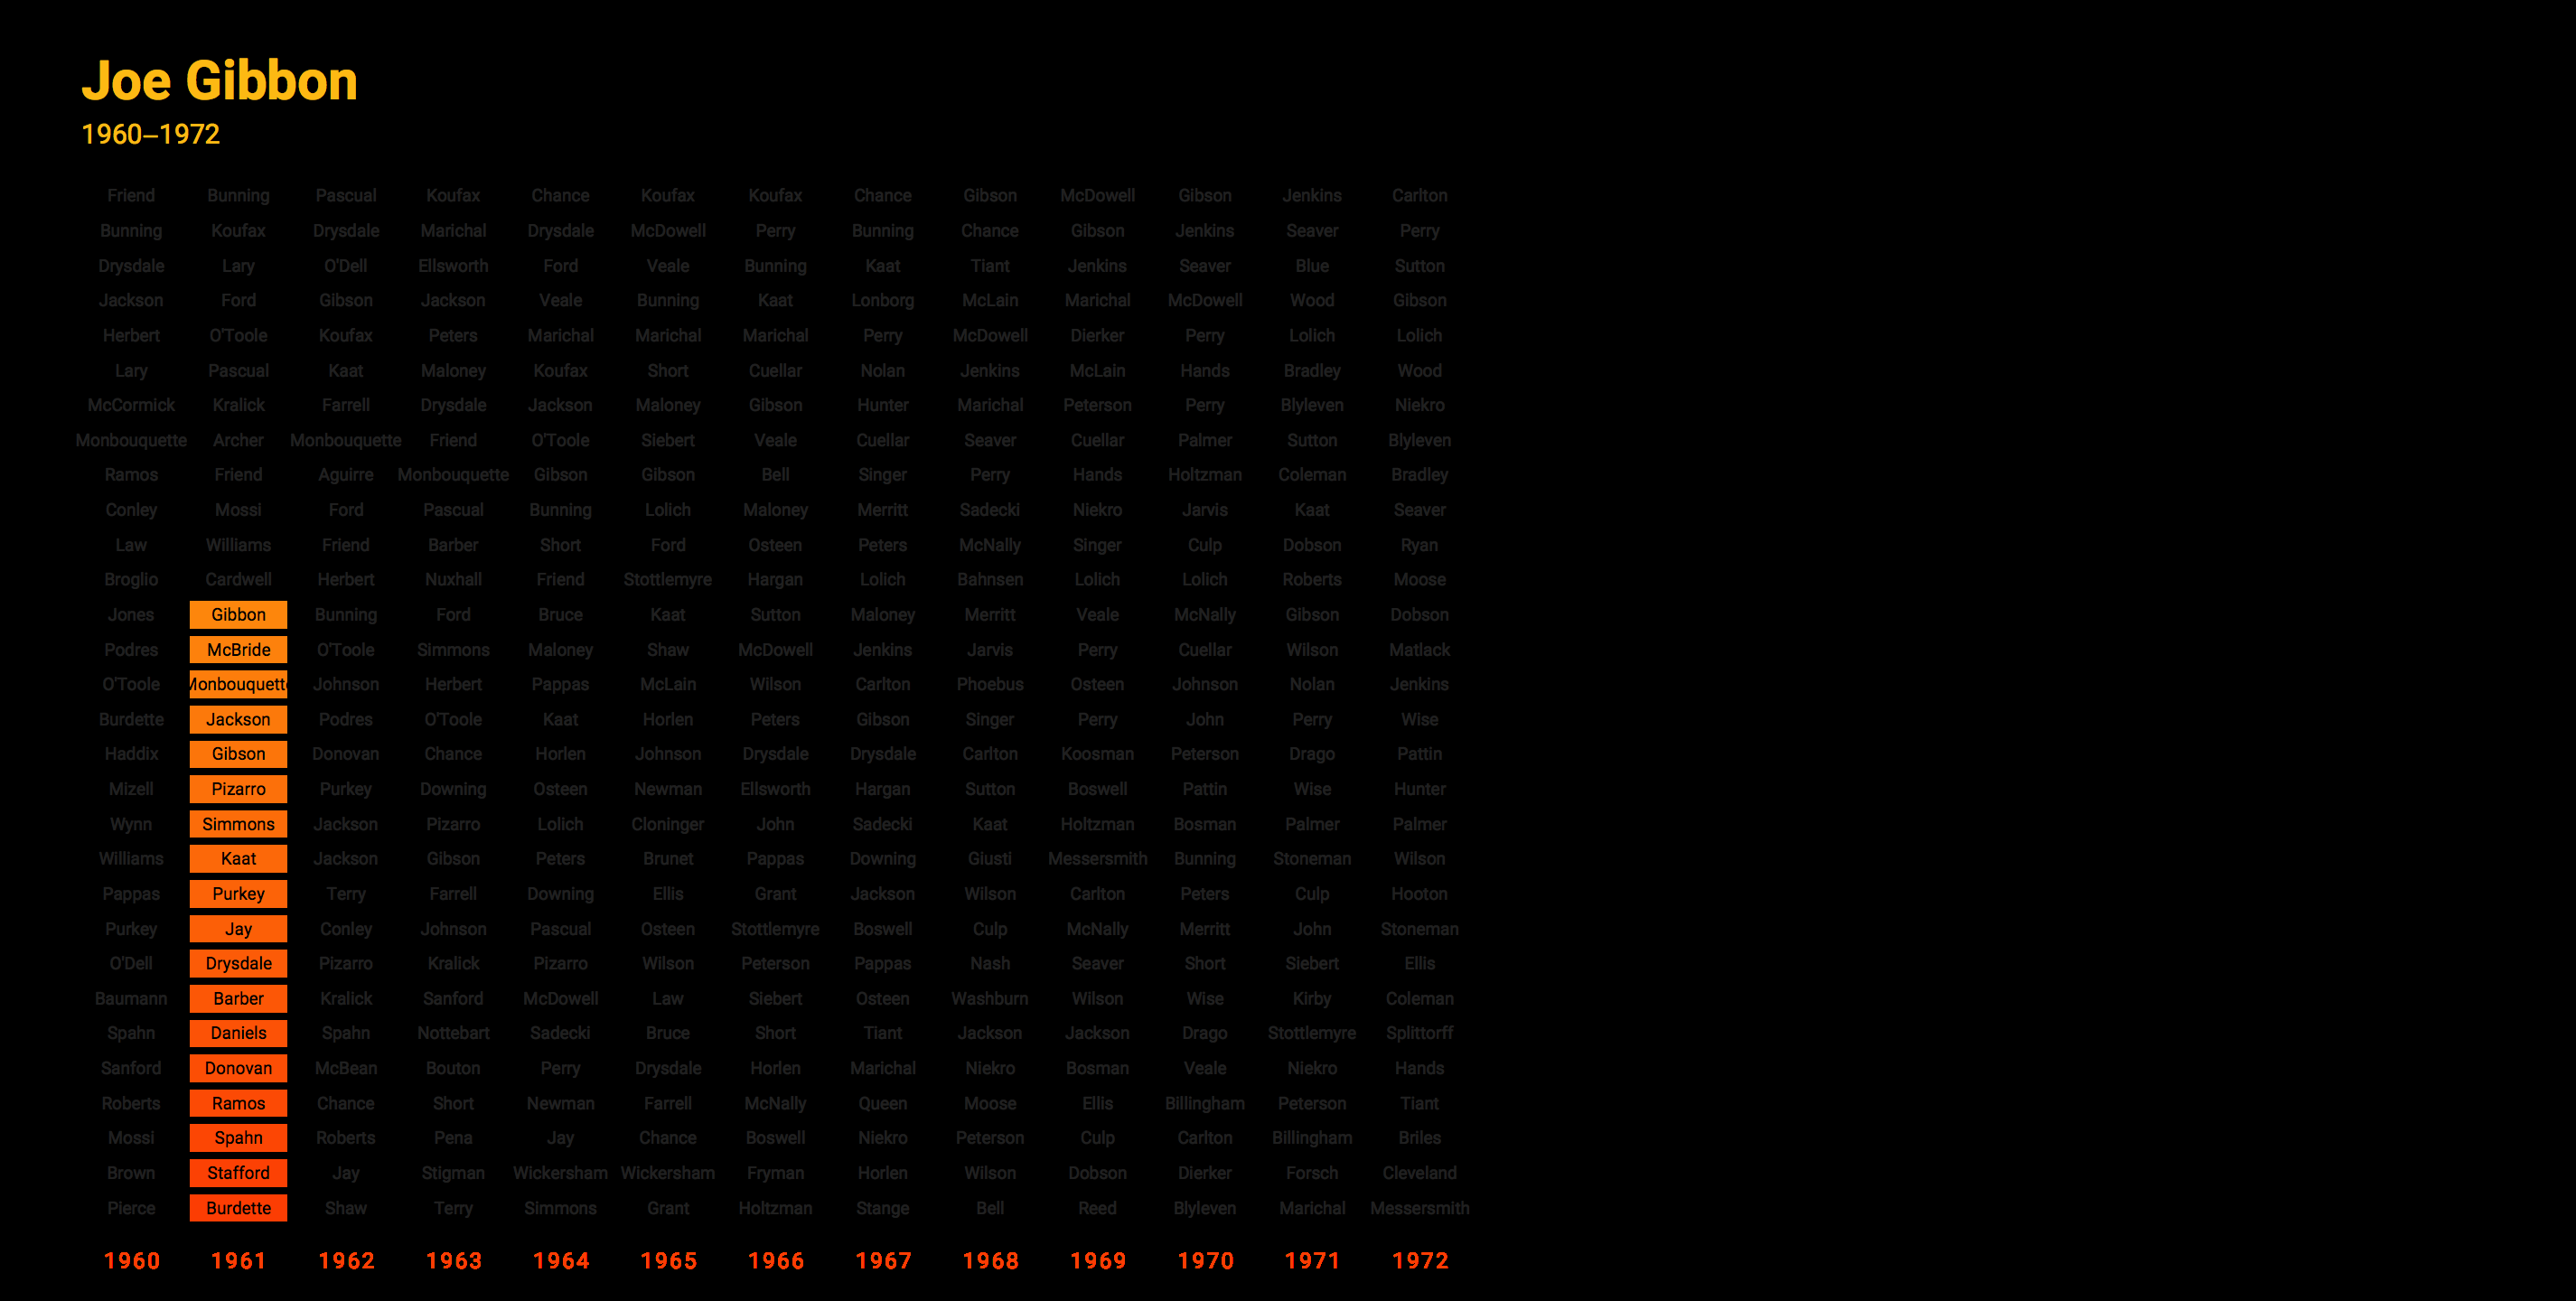 Joe Gibbon
1960–1972
Friend Bunning Pascual Koufax Chance Koufax Koufax Chance Gibson McDowell Gibson Jenkins Carlton
Bunning Koufax Drysdale Marichal Drysdale McDowell Perry Bunning Chance Gibson Jenkins Seaver Perry
Drysdale Lary O'Dell Ellsworth Ford Veale Bunning Kaat Tiant Jenkins Seaver Blue Sutton
Jackson Ford Gibson Jackson Veale Bunning Kaat Lonborg McLain Marichal McDowell Wood Gibson
Herbert O'Toole Koufax Peters Marichal Marichal Marichal Perry McDowell Dierker Perry Lolich Lolich
Lary Pascual Kaat Maloney Koufax Short Cuellar Nolan Jenkins McLain Hands Bradley Wood
McCormick Kralick Farrell Drysdale Jackson Maloney Gibson Hunter Marichal Peterson Perry Blyleven Niekro
Monbouquette Archer Monbouquette Friend O'Toole Siebert Veale Cuellar Seaver Cuellar Palmer Sutton Blyleven
Ramos Friend Aguirre Monbouquette Gibson Gibson Bell Singer Perry Hands Holtzman Coleman Bradley
Conley Mossi Ford Pascual Bunning Lolich Maloney Merritt Sadecki Niekro Jarvis Kaat Seaver
Law Williams Friend Barber Short Ford Osteen Peters McNally Singer Culp Dobson Ryan
Broglio Cardwell Herbert Nuxhall Friend Stottlemyre Hargan Lolich Bahnsen Lolich Lolich Roberts Moose
Jones Gibbon Bunning Ford Bruce Kaat Sutton Maloney Merritt Veale McNally Gibson Dobson
Podres McBride O'Toole Simmons Maloney Shaw McDowell Jenkins Jarvis Perry Cuellar Wilson Matlack
O'Toole Monbouquette Johnson Herbert Pappas McLain Wilson Carlton Phoebus Osteen Johnson Nolan Jenkins
Burdette Jackson Podres O'Toole Kaat Horlen Peters Gibson Singer Perry John Perry Wise
Haddix Gibson Donovan Chance Horlen Johnson Drysdale Drysdale Carlton Koosman Peterson Drago Pattin
Mizell Pizarro Purkey Downing Osteen Newman Ellsworth Hargan Sutton Boswell Pattin Wise Hunter
Wynn Simmons Jackson Pizarro Lolich Cloninger John Sadecki Kaat Holtzman Bosman Palmer Palmer
Williams Kaat Jackson Gibson Peters Brunet Pappas Downing Giusti Messersmith Bunning Stoneman Wilson
Pappas Purkey Terry Farrell Downing Ellis Grant Jackson Wilson Carlton Peters Culp Hooton
Purkey Jay Conley Johnson Pascual Osteen Stottlemyre Boswell Culp McNally Merritt John Stoneman
O'Dell Drysdale Pizarro Kralick Pizarro Wilson Peterson Pappas Nash Seaver Short Siebert Ellis
Baumann Barber Kralick Sanford McDowell Law Siebert Osteen Washburn Wilson Wise Kirby Coleman
Spahn Daniels Spahn Nottebart Sadecki Bruce Short Tiant Jackson Jackson Drago Stottlemyre Splittorff
Sanford Donovan McBean Bouton Perry Drysdale Horlen Marichal Niekro Bosman Veale Niekro Hands
Roberts Ramos Chance Short Newman Farrell McNally Queen Moose Ellis Billingham Peterson Tiant
Mossi Spahn Roberts Pena Jay Chance Boswell Niekro Peterson Culp Carlton Billingham Briles
Brown Stafford Jay Stigman Wickersham Wickersham Fryman Horlen Wilson Dobson Dierker Forsch Cleveland
Pierce Burdette Shaw Terry Simmons Grant Holtzman Stange Bell Reed Blyleven Marichal Messersmith
1960 1961 1962 1963 1964 1965 1966 1967 1968 1969 1970 1971 1972